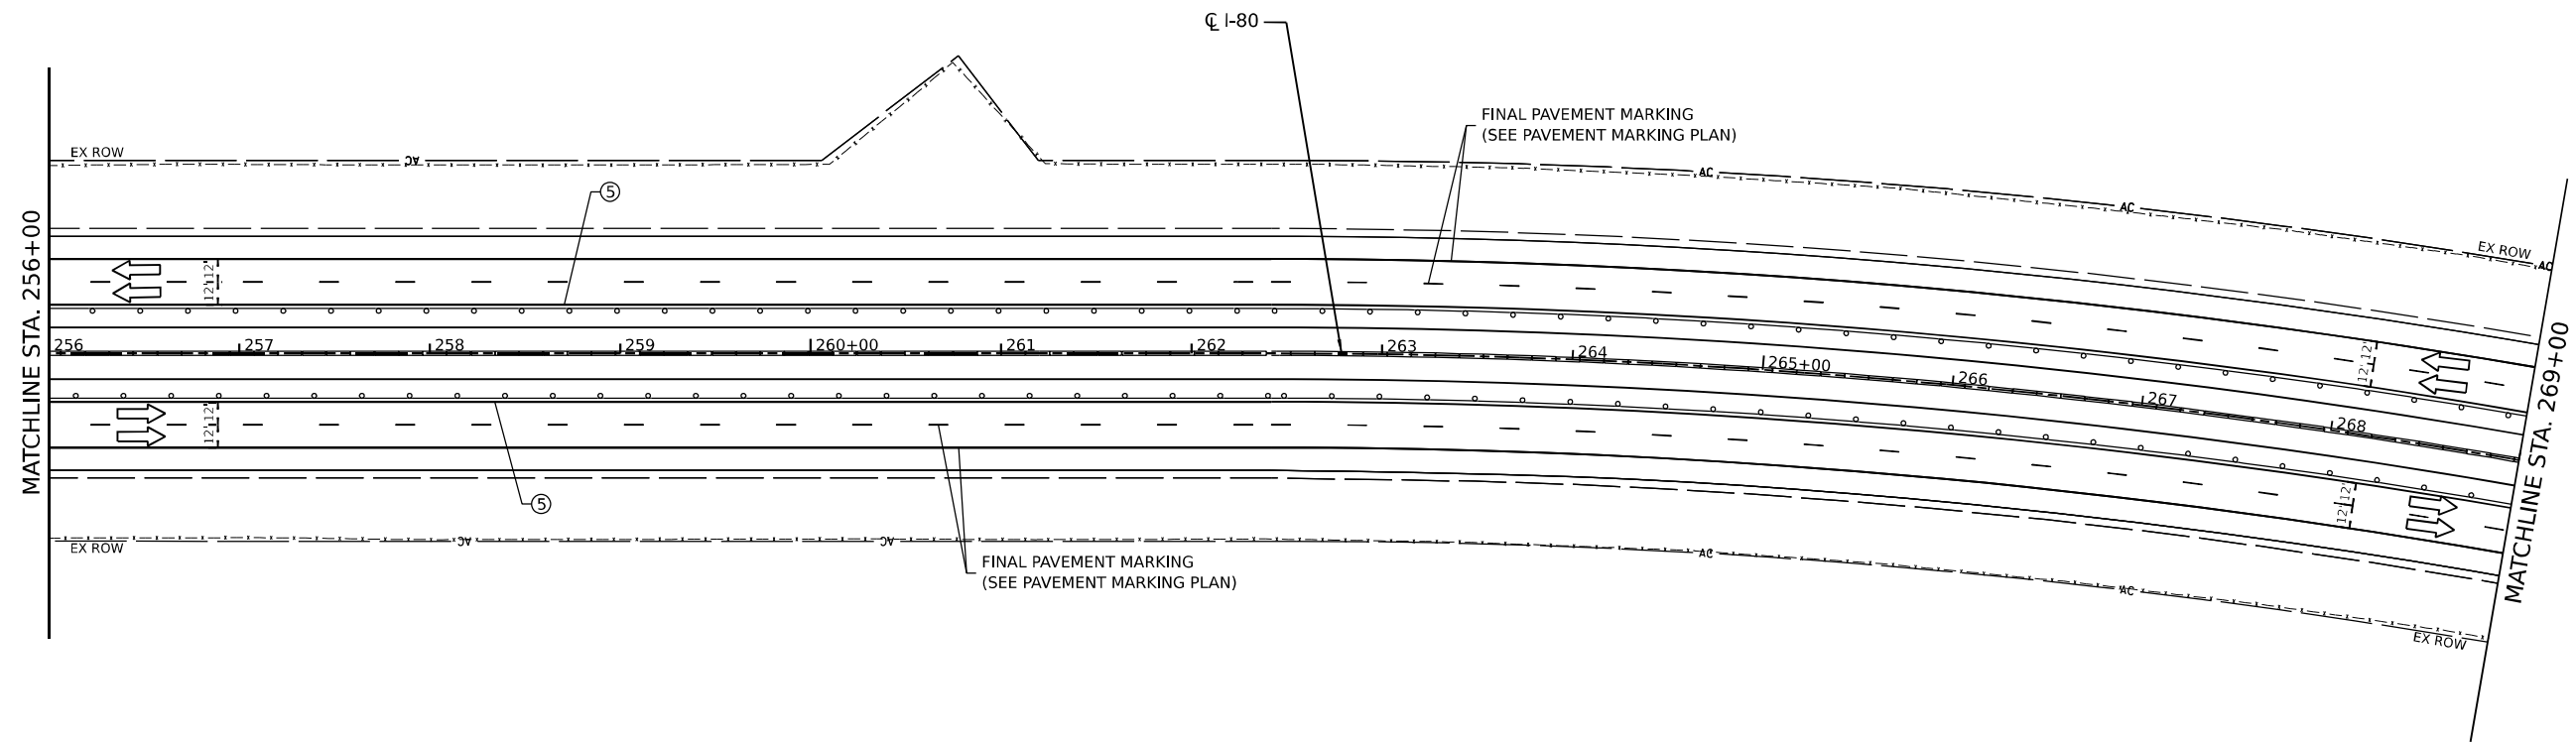 ℄ I-80
FINAL PAVEMENT MARKING
(SEE PAVEMENT MARKING PLAN)
EX ROW
AC
AC
AC
EX ROW
AC
5
MATCHLINE STA. 256+00
12'
12'
256
257
258
259
260+00
261
262
263
264
265+00
266
267
268
12'
12'
MATCHLINE STA. 269+00
12'
12'
12'
12'
5
EX ROW
AC
AC
AC
AC
EX ROW
FINAL PAVEMENT MARKING
(SEE PAVEMENT MARKING PLAN)